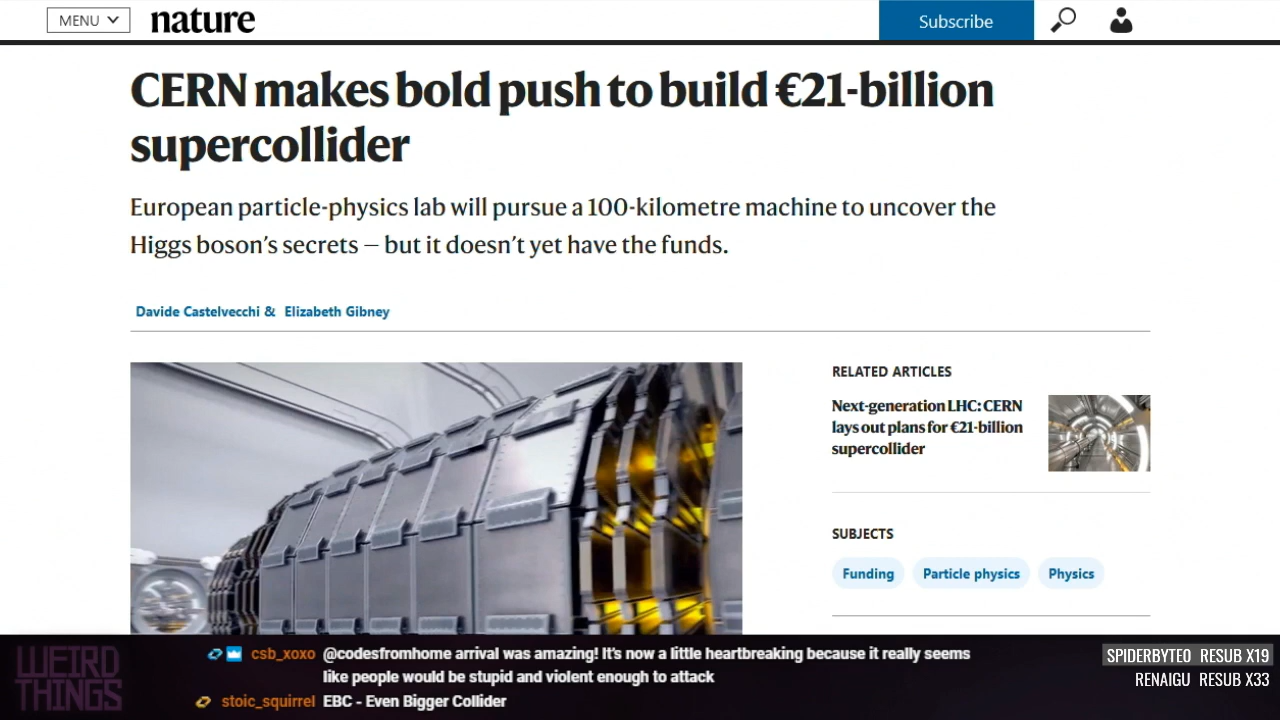 MENU
nature
Subscribe
CERN makes bold push to build €21-billion
supercollider
European particle-physics lab will pursue a 100-kilometre machine to uncover the
Higgs boson's secrets — but it doesn't yet have the funds.
Davide Castelvecchi & Elizabeth Gibney
RELATED ARTICLES
Next-generation LHC: CERN
lays out plans for €21-billion
supercollider
SUBJECTS
Funding Particle physics Physics
WEIRD
THINGS
csb_xoxo @codesfromhome arrival was amazing! It's now a little heartbreaking because it really seems
like people would be stupid and violent enough to attack
stoic_squirrel EBC - Even Bigger Collider
SPIDERBYTE0 RESUB X19
RENAIGU RESUB X33